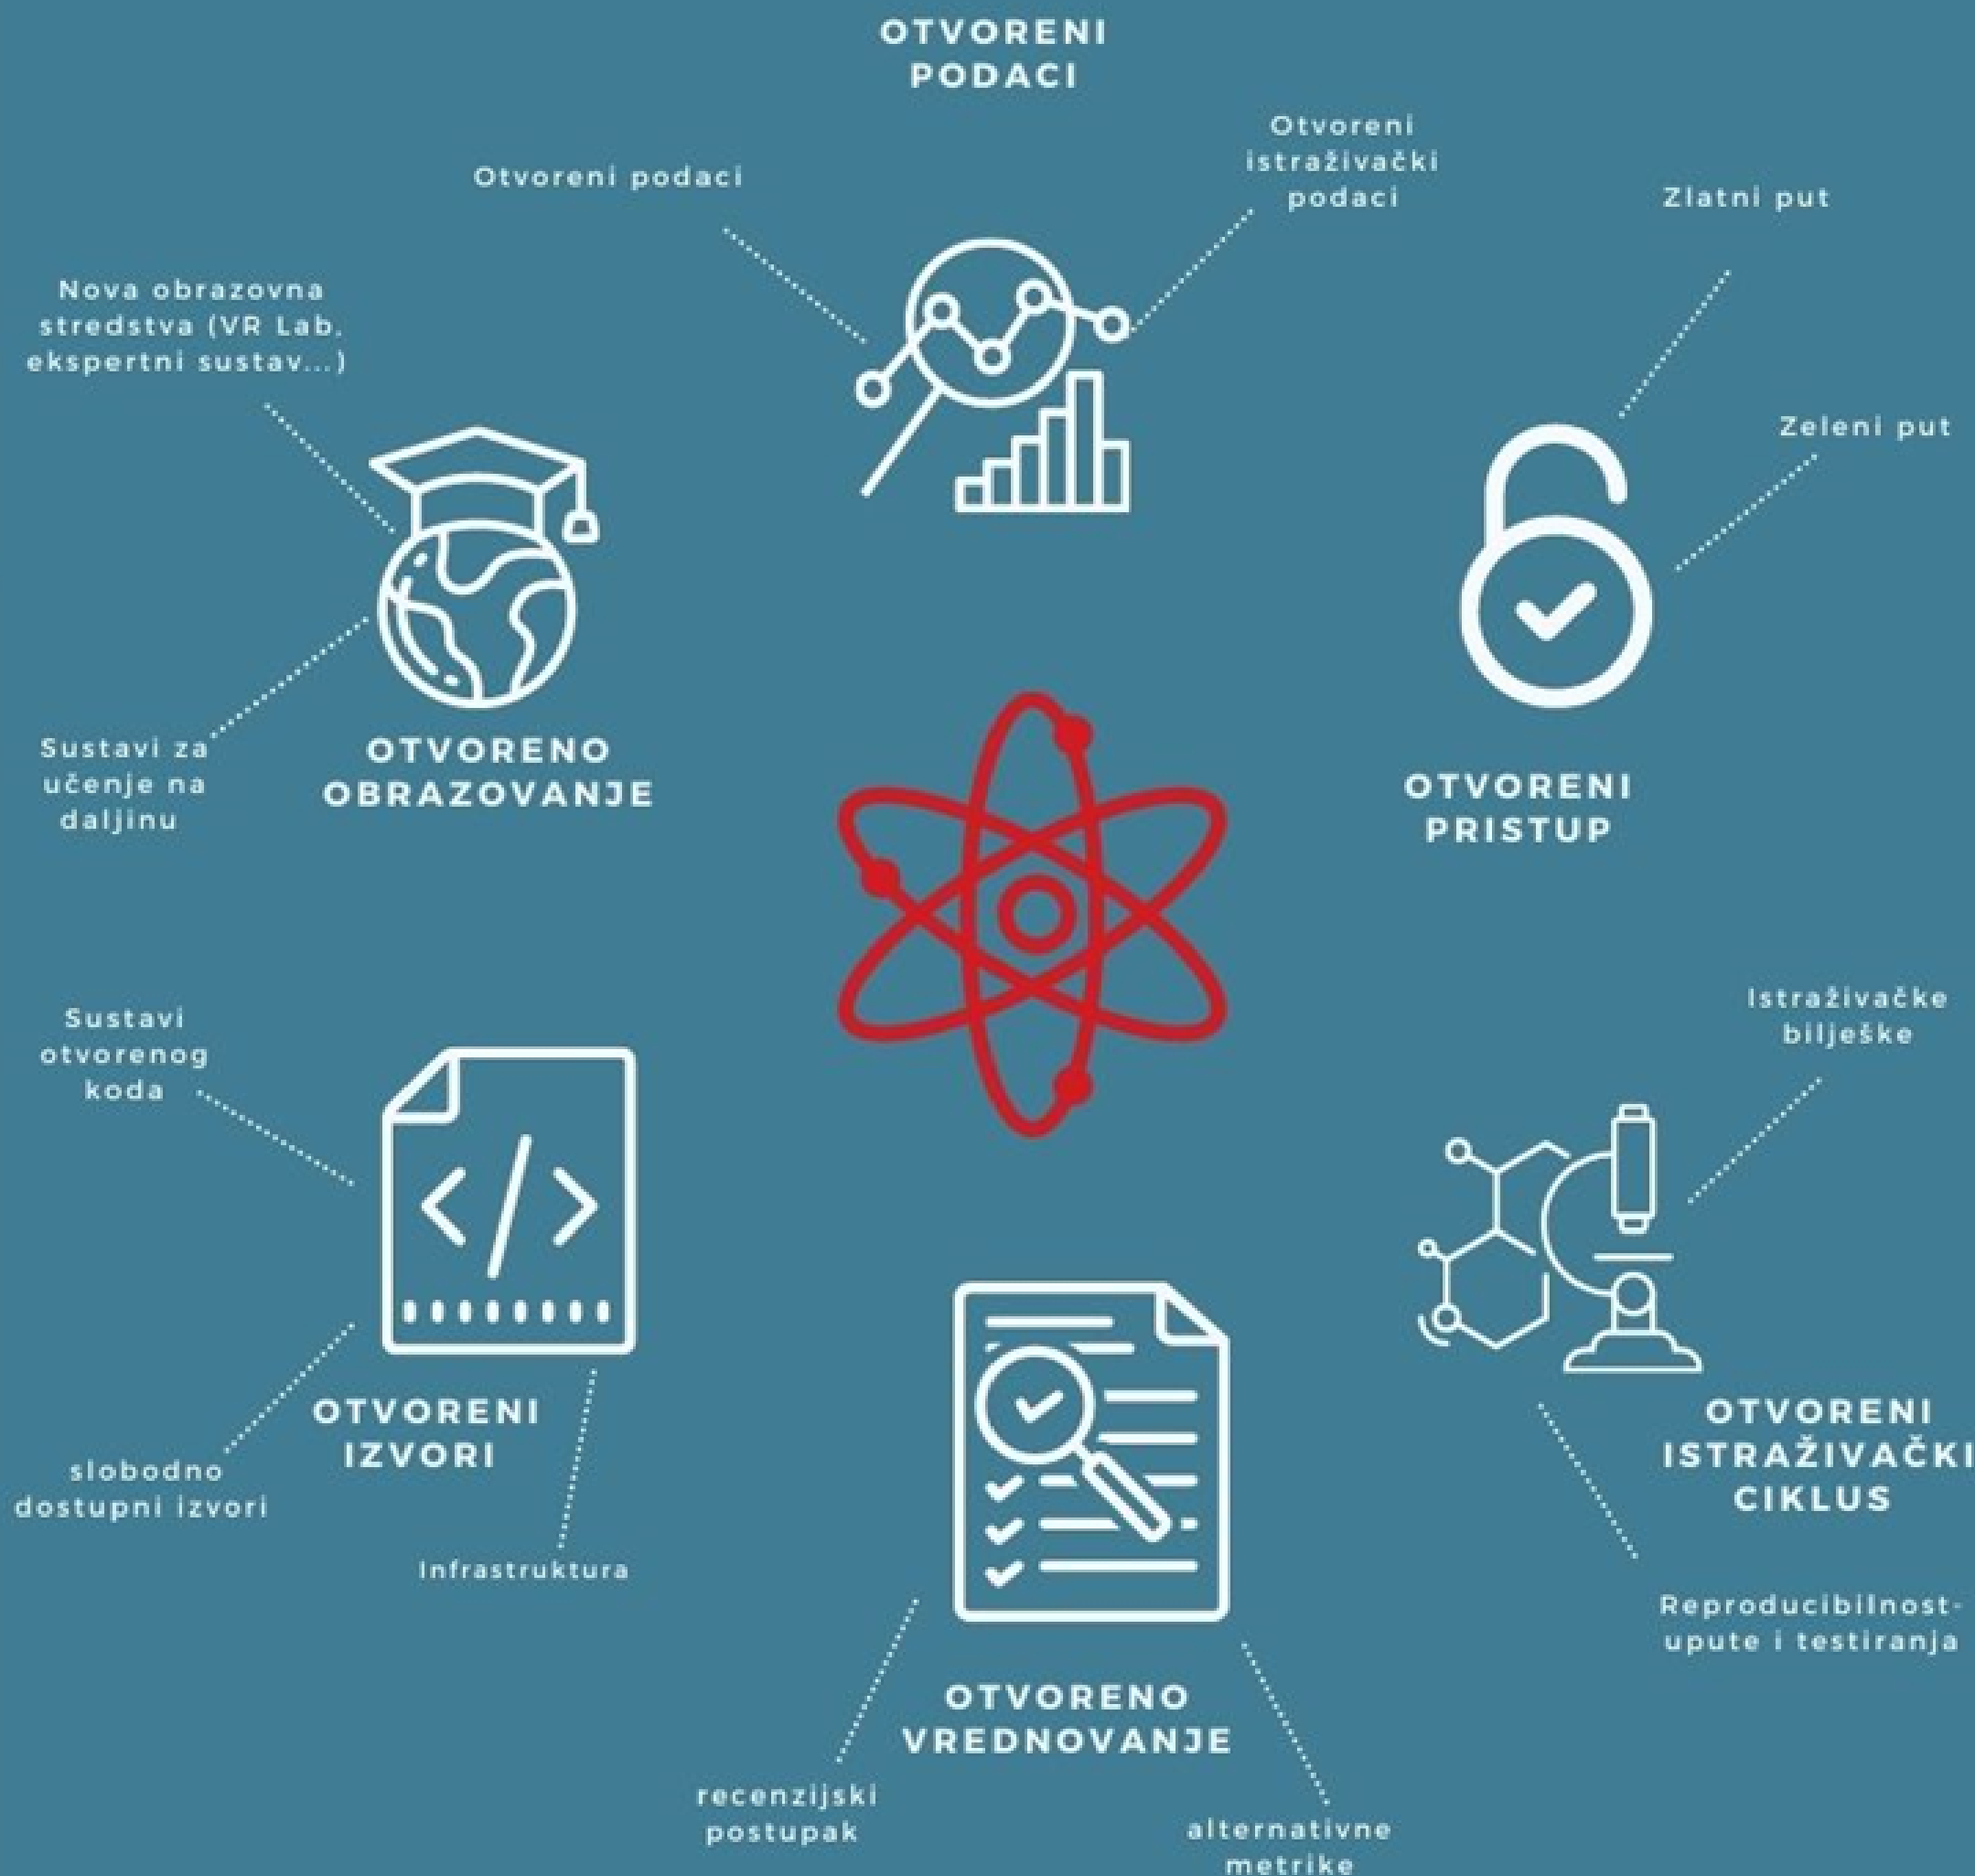 OTVORENI
PODACI
Otvoreni podaci
Otvoreni
istraživački
podaci
Zlatni put
Zeleni put
OTVORENI
PRISTUP
Nova obrazovna
stredstva (VR Lab,
ekspertni sustav...)
Sustavi za
učenje na
daljinu
OTVORENO
OBRAZOVANJE
Sustavi
otvorenog
koda
</>
OTVORENI
IZVORI
slobodno
dostupni izvori
Infrastruktura
Istraživačke
bilješke
OTVORENI
ISTRAŽIVAČKI
CIKLUS
Reproducibilnost-
upute i testiranja
OTVORENO
VREDNOVANJE
recenzijski
postupak
alternativne
metrike